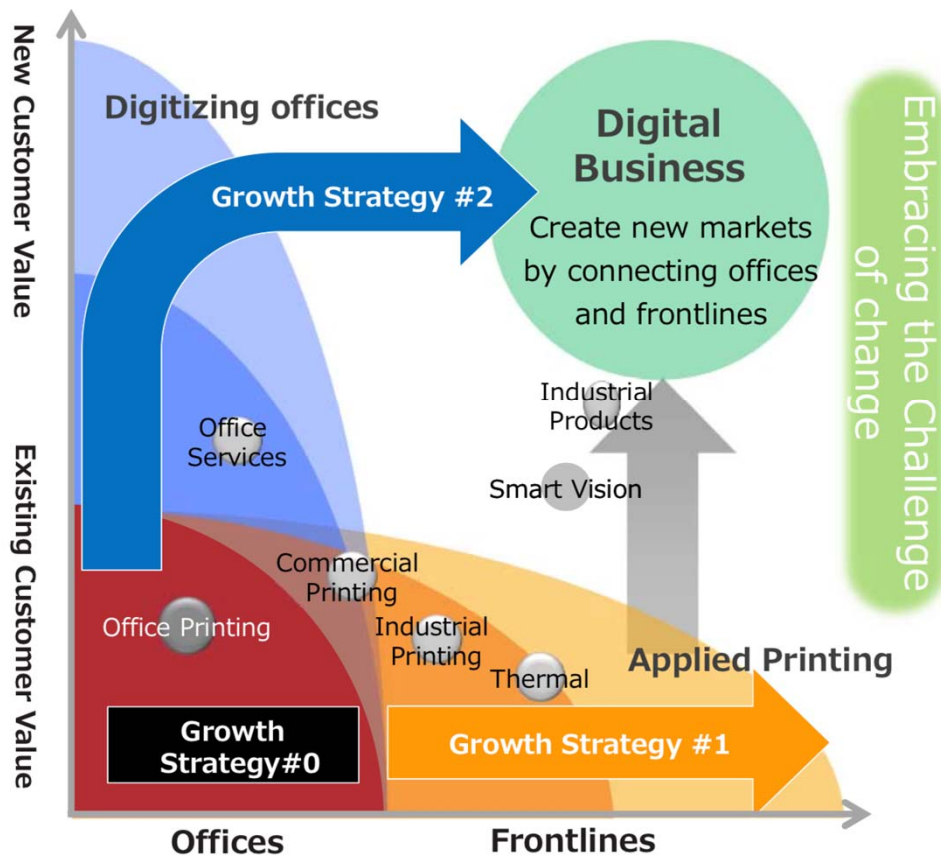 New Customer Value
Existing Customer Value
Digitizing offices
Growth Strategy #2
Digital
Business
Create new markets
by connecting offices
and frontlines
Embracing the Challenge
of change
Office
Services
Industrial
Products
Smart Vision
Commercial
Printing
Office Printing
Industrial
Printing
Thermal
Applied Printing
Growth
Strategy#0
Growth Strategy #1
Offices
Frontlines